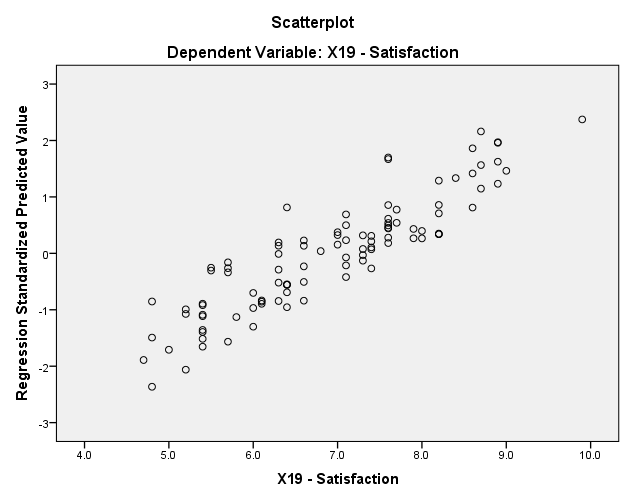 Scatterplot
Dependent Variable: X19 - Satisfaction
Regression Standardized Predicted Value
3
2
1
0
-1
-2
-3
4.0 5.0 6.0 7.0 8.0 9.0 10.0
X19 - Satisfaction